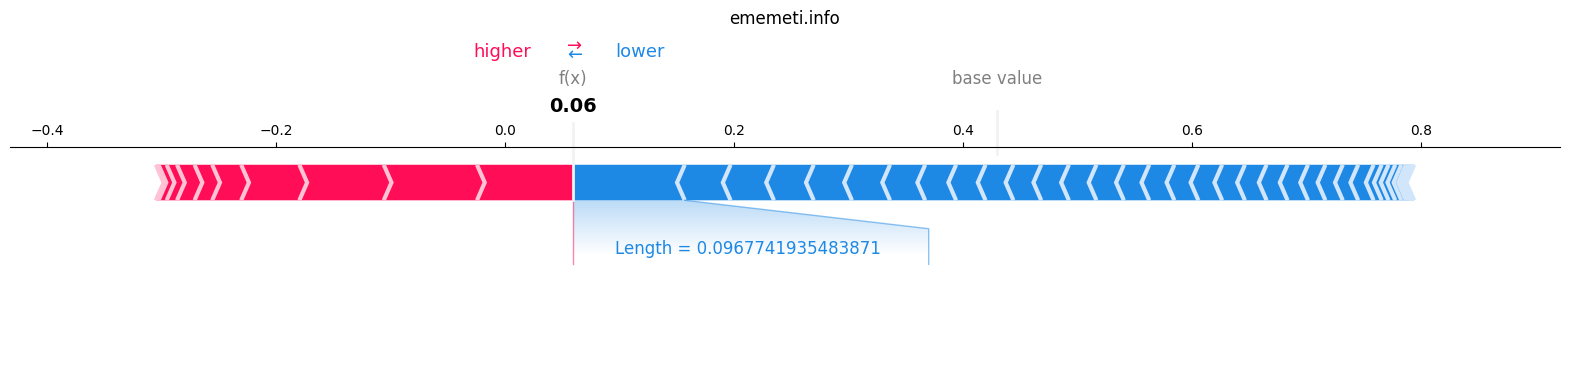 ememeti.info
higher → ← lower
f(x) base value
0.06
−0.4 −0.2 0.0 0.2 0.4 0.6 0.8
Length = 0.0967741935483871